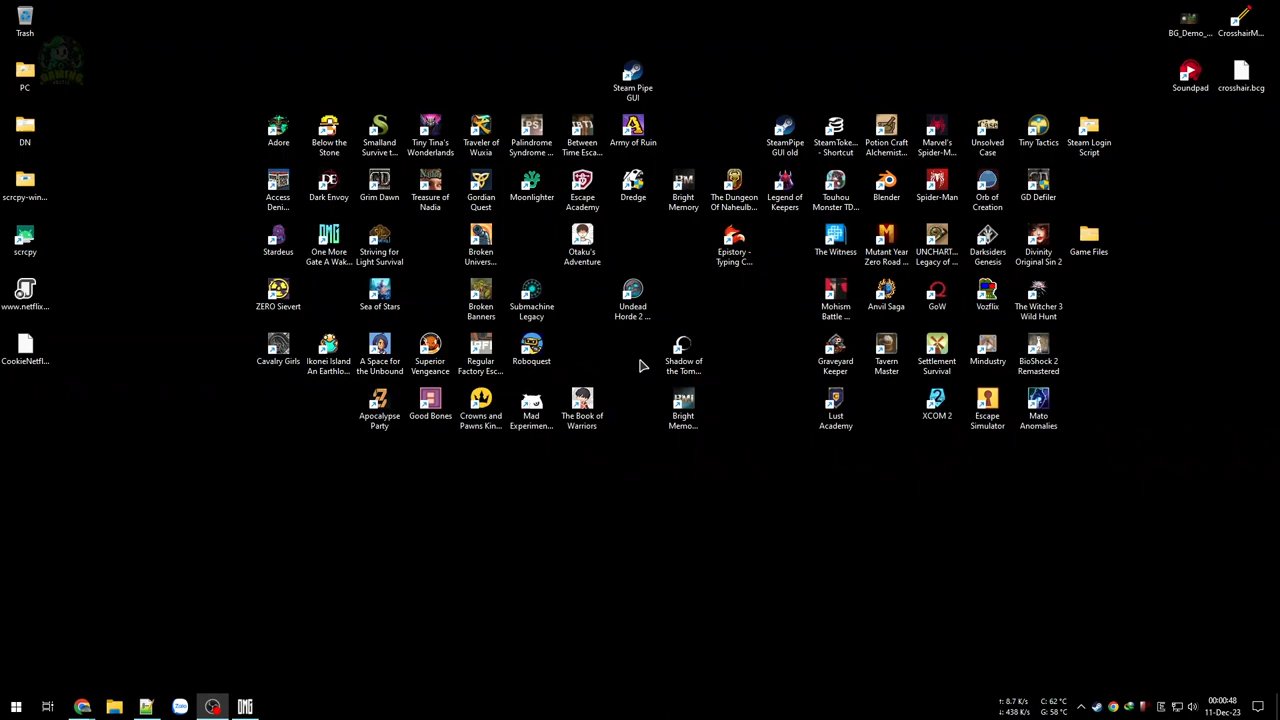 Trash
BG_Demo_...
CrosshairM...
GAMING
PC
Steam Pipe
GUI
Soundpad
crosshair.bcg
DN
Adore
Below the
Stone
Smalland
Survive t...
Tiny Tina's
Wonderlands
Traveler of
Wuxia
Palindrome
Syndrome ...
Between
Time Esca...
Army of Ruin
SteamPipe
GUI old
SteamToke...
- Shortcut
Potion Craft
Alchemist...
Marvel's
Spider-M...
Unsolved
Case
Tiny Tactics
Steam Login
Script
scrcpy-win...
Access
Deni...
Dark Envoy
Grim Dawn
Treasure of
Nadia
Gordian
Quest
Moonlighter
Escape
Academy
Dredge
Bright
Memory
The Dungeon
Of Naheulb...
Legend of
Keepers
Touhou
Monster TD...
Blender
Spider-Man
Orb of
Creation
GD Defiler
scrcpy
Stardeus
One More
Gate A Wak...
Striving for
Light Survival
Broken
Univers...
Otaku's
Adventure
Epistory -
Typing C...
The Witness
Mutant Year
Zero Road ...
UNCHART...
Legacy of ...
Darksiders
Genesis
Divinity
Original Sin 2
Game Files
www.netflix...
ZERO Sievert
Sea of Stars
Broken
Banners
Submachine
Legacy
Undead
Horde 2 ...
Mohism
Battle ...
Anvil Saga
GoW
Vozflix
The Witcher 3
Wild Hunt
CookieNetfl...
Cavalry Girls
Ikonei Island
An Earthlo...
A Space for
the Unbound
Superior
Vengeance
Regular
Factory Esc...
Roboquest
Shadow of
the Tom...
Graveyard
Keeper
Tavern
Master
Settlement
Survival
Mindustry
BioShock 2
Remastered
Apocalypse
Party
Good Bones
Crowns and
Pawns Kin...
Mad
Experimen...
The Book of
Warriors
Bright
Memo...
Lust
Academy
XCOM 2
Escape
Simulator
Mato
Anomalies
Zalo
OMG
↑: 8.7 K/s
↓: 438 K/s
C: 62 °C
G: 58 °C
00:00:48
11-Dec-23